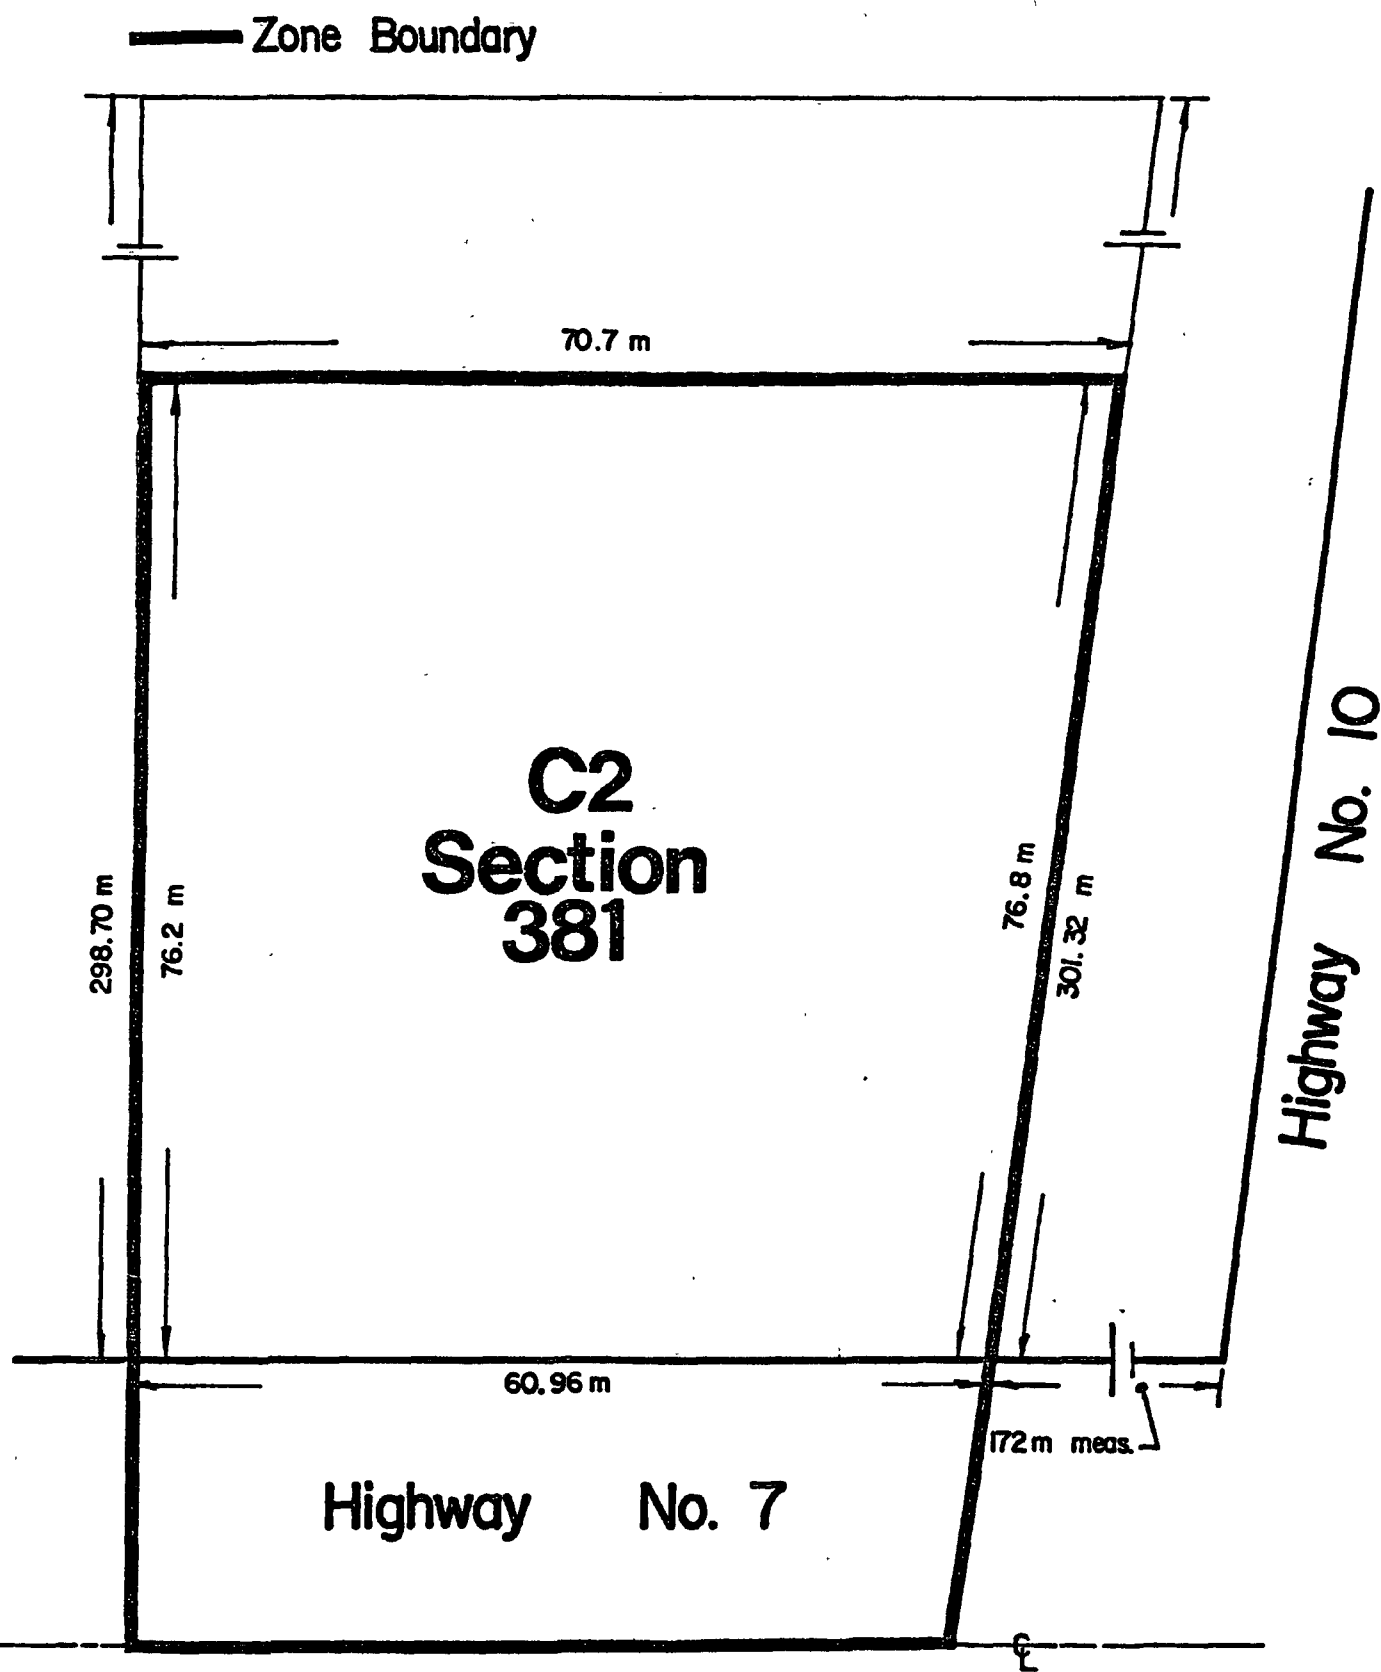 Zone Boundary
70.7 m
C2
Section
381
298.70 m
76.2 m
76.8 m
301.32 m
Highway No. 10
60.96 m
172 m meas.
Highway No. 7
℄